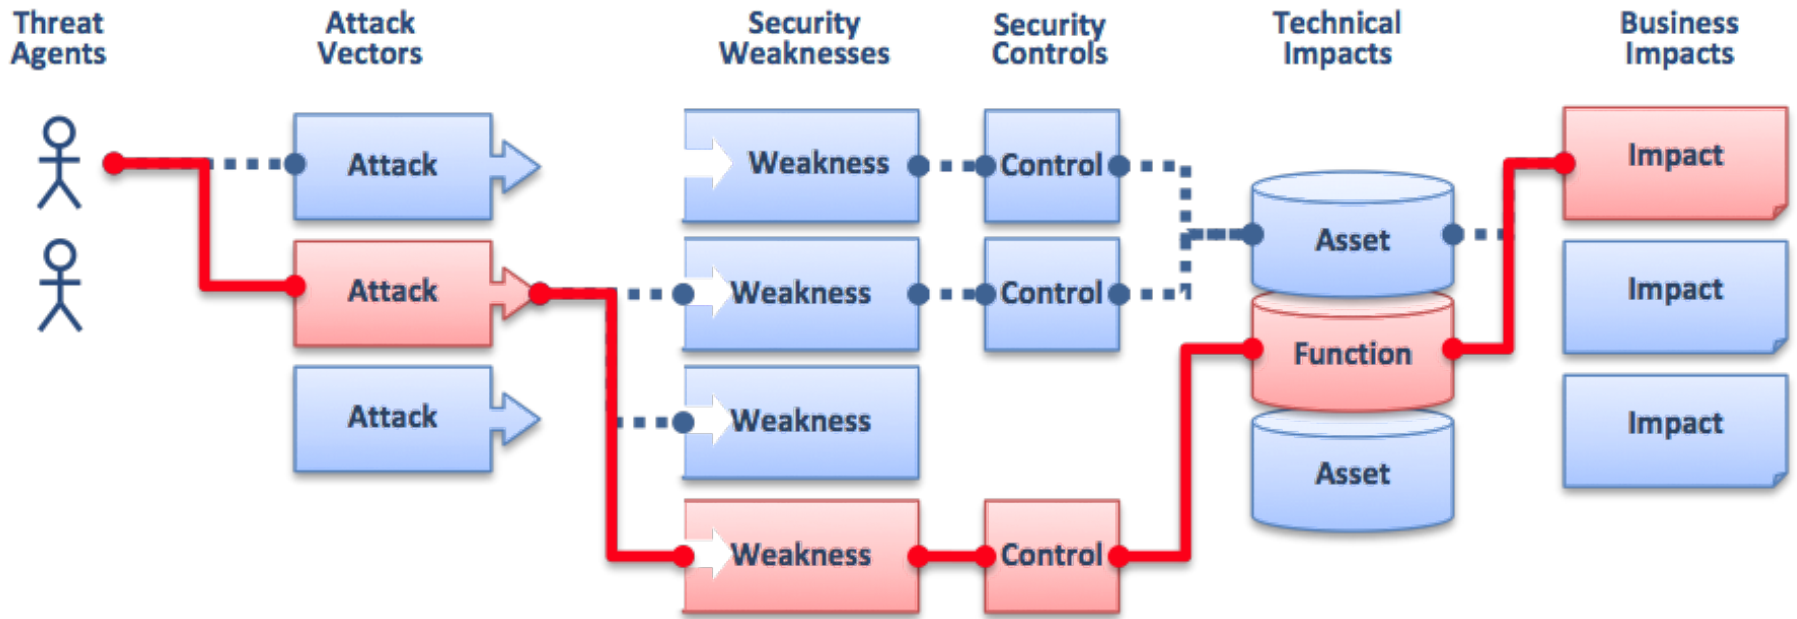 Threat
Agents
Attack
Vectors
Security
Weaknesses
Security
Controls
Technical
Impacts
Business
Impacts
Attack
Weakness
Control
Asset
Impact
Attack
Weakness
Control
Function
Impact
Attack
Weakness
Asset
Impact
Weakness
Control